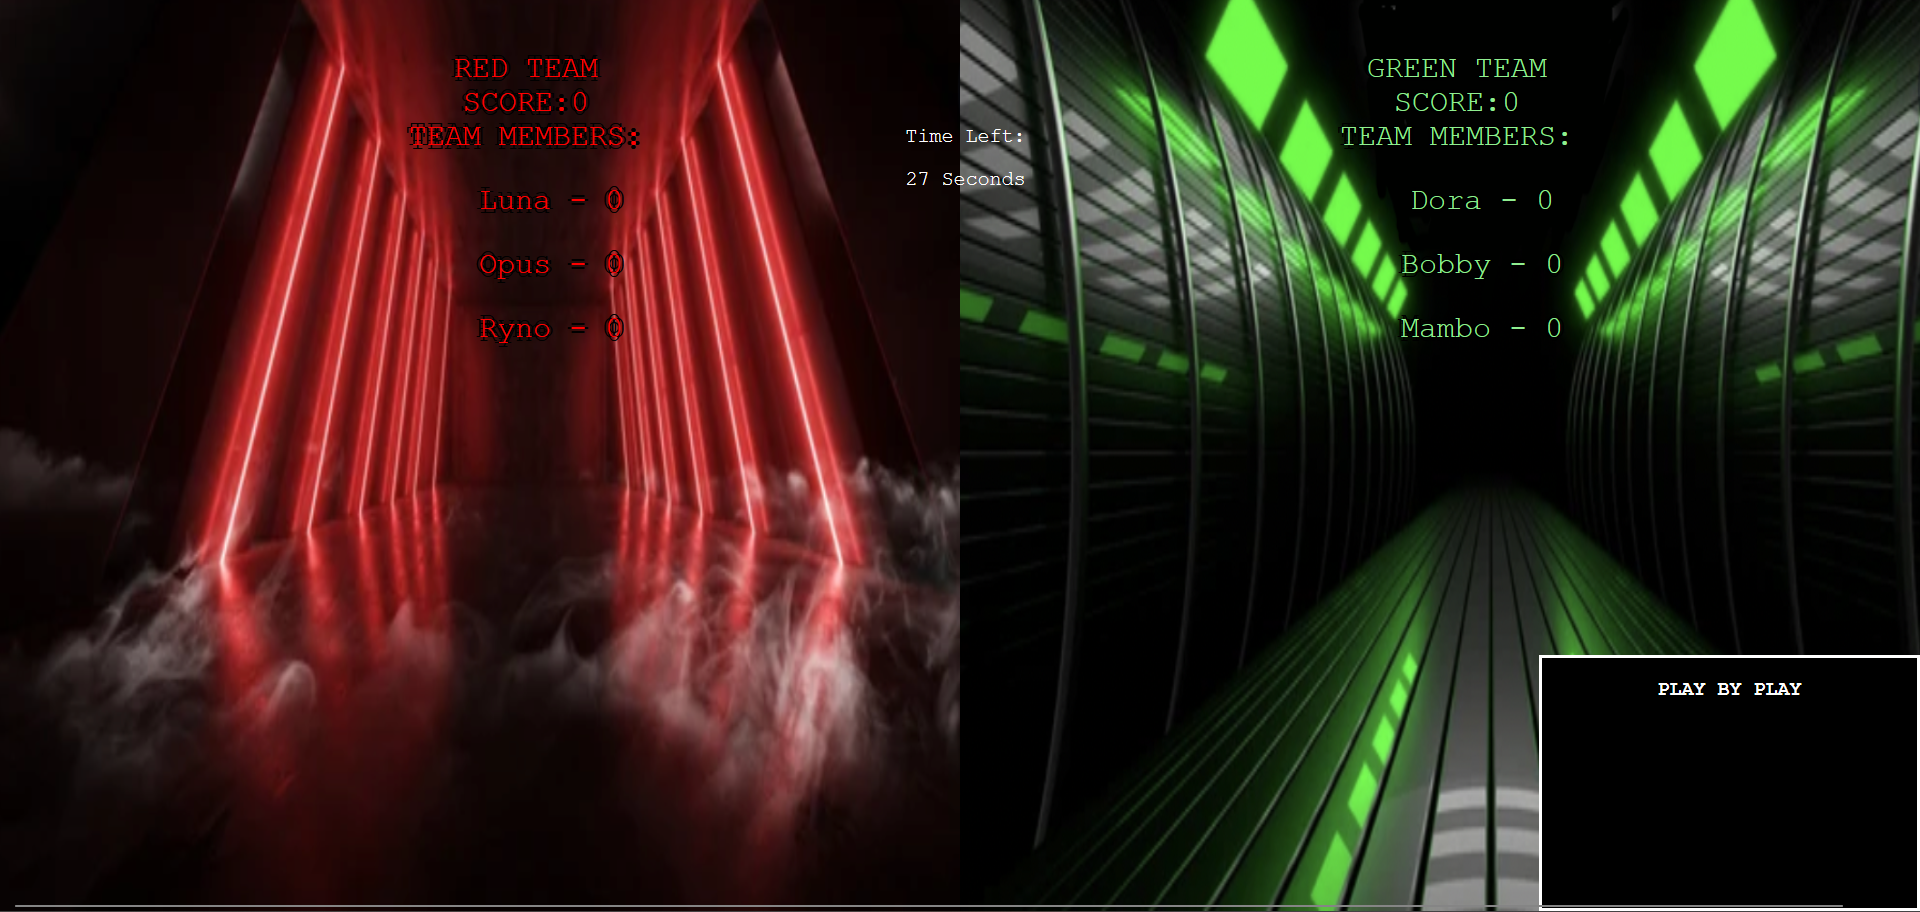 RED TEAM
SCORE:0
TEAM MEMBERS:
Luna - 0
Opus - 0
Ryno - 0
Time Left:
27 Seconds
GREEN TEAM
SCORE:0
TEAM MEMBERS:
Dora - 0
Bobby - 0
Mambo - 0
PLAY BY PLAY